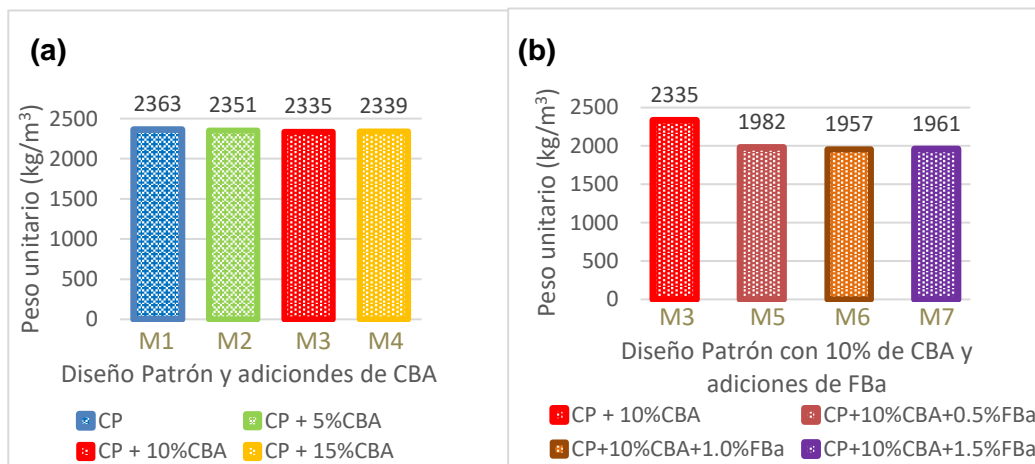 (a)
2363 2351 2335 2339
2500
2000
1500
1000
500
0
Peso unitario (kg/m³)
M1 M2 M3 M4
Diseño Patrón y adiciondes de CBA
CP CP + 5%CBA
CP + 10%CBA CP + 15%CBA
(b)
2335
1982 1957 1961
2500
2000
1500
1000
500
0
Peso unitario (kg/m³)
M3 M5 M6 M7
Diseño Patrón con 10% de CBA y
adiciones de FBa
CP + 10%CBA CP+10%CBA+0.5%FBa
CP+10%CBA+1.0%FBa CP+10%CBA+1.5%FBa